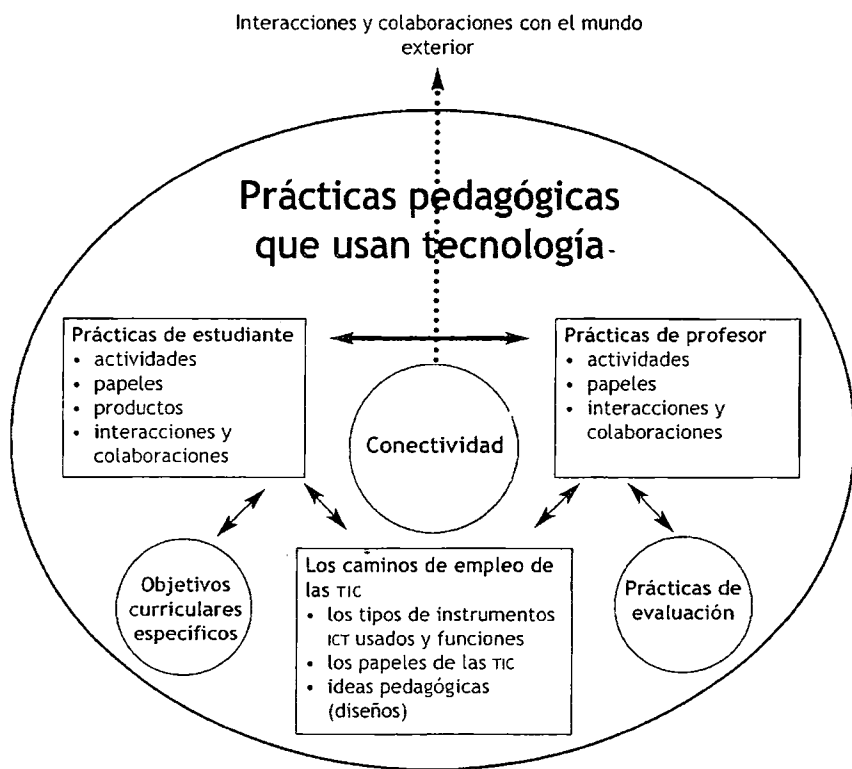 Interacciones y colaboraciones con el mundo
exterior
Prácticas pedagógicas
que usan tecnología
Prácticas de estudiante
• actividades
• papeles
• productos
• interacciones y
colaboraciones
Prácticas de profesor
• actividades
• papeles
• interacciones y
colaboraciones
Conectividad
Objetivos
curriculares
específicos
Los caminos de empleo de
las TIC
• los tipos de instrumentos
ICT usados y funciones
• los papeles de las TIC
• ideas pedagógicas
(diseños)
Prácticas de
evaluación